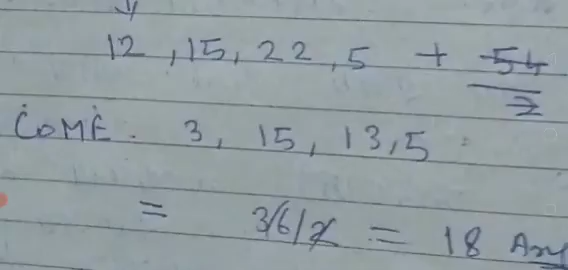 12, 15, 22, 5 + 54
2
COME. 3, 15, 13, 5
= 36/2 = 18 Ans